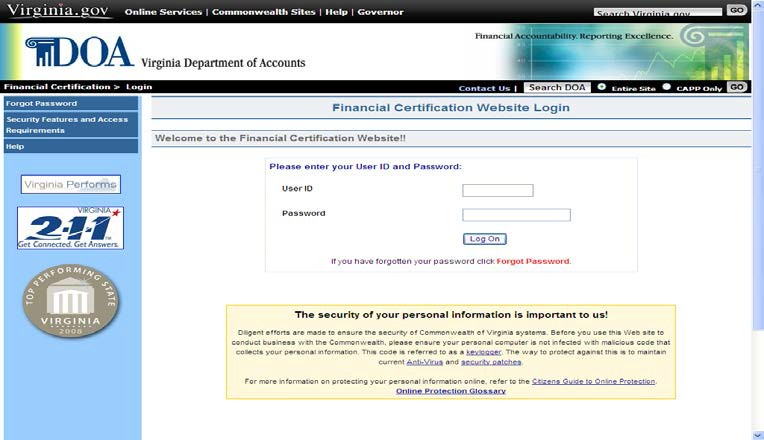 Virginia.gov Online Services | Commonwealth Sites | Help | Governor Search Virginia.gov GO
DOA Virginia Department of Accounts
Financial Accountability. Reporting Excellence.
Financial Certification > Login Contact Us | Search DOA Entire Site CAPP Only GO
Forgot Password
Security Features and Access
Requirements
Help
Virginia Performs
VIRGINIA
2-1-1
Get Connected. Get Answers.
TOP PERFORMING STATE
VIRGINIA
2008
Financial Certification Website Login
Welcome to the Financial Certification Website!!
Please enter your User ID and Password:
User ID
Password
Log On
If you have forgotten your password click Forgot Password.
The security of your personal information is important to us!
Diligent efforts are made to ensure the security of Commonwealth of Virginia systems. Before you use this Web site to
conduct business with the Commonwealth, please ensure your personal computer is not infected with malicious code that
collects your personal information. This code is referred to as a keylogger. The way to protect against this is to maintain
current Anti-Virus and security patches.
For more information on protecting your personal information online, refer to the Citizens Guide to Online Protection.
Online Protection Glossary